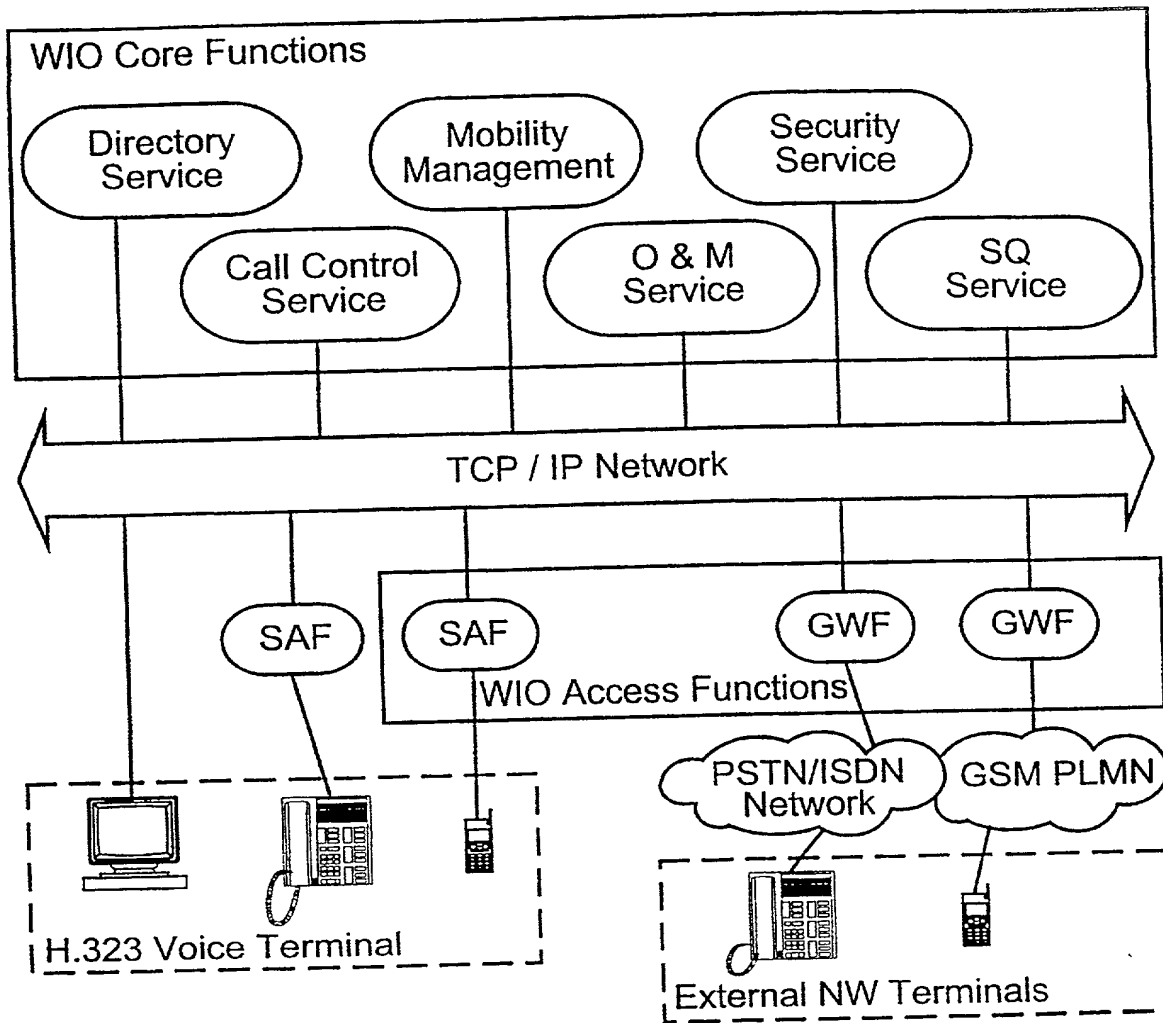 WIO Core Functions
Directory
Service
Mobility
Management
Security
Service
Call Control
Service
O & M
Service
SQ
Service
TCP / IP Network
SAF
SAF
GWF
GWF
WIO Access Functions
PSTN/ISDN
Network
GSM PLMN
H.323 Voice Terminal
External NW Terminals